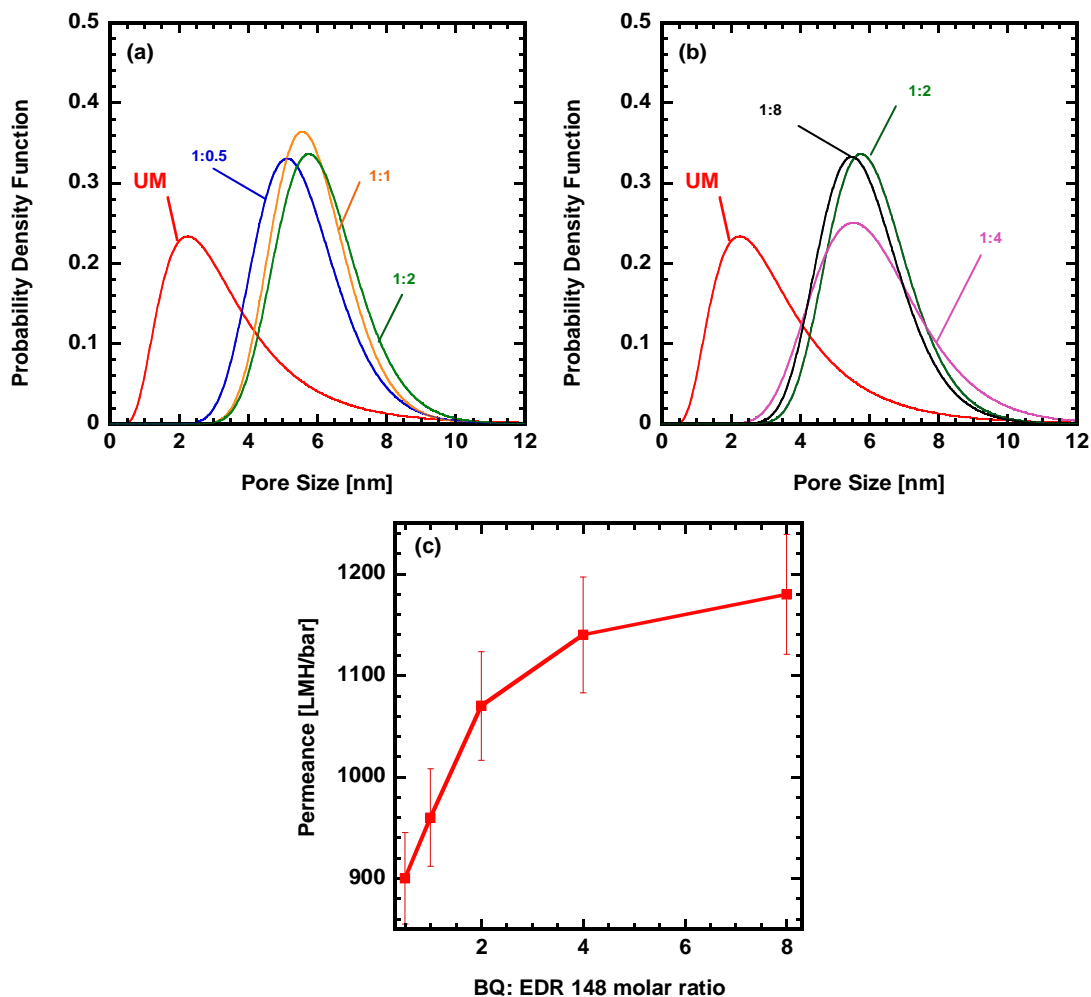 (a)
0.5
0.4
0.3
0.2
0.1
0
Probability Density Function
UM
1:0.5
1:1
1:2
0 2 4 6 8 10 12
Pore Size [nm]
(b)
0.5
0.4
0.3
0.2
0.1
0
Probability Density Function
UM
1:8
1:2
1:4
0 2 4 6 8 10 12
Pore Size [nm]
(c)
1200
1100
1000
900
Permeance [LMH/bar]
2 4 6 8
BQ: EDR 148 molar ratio